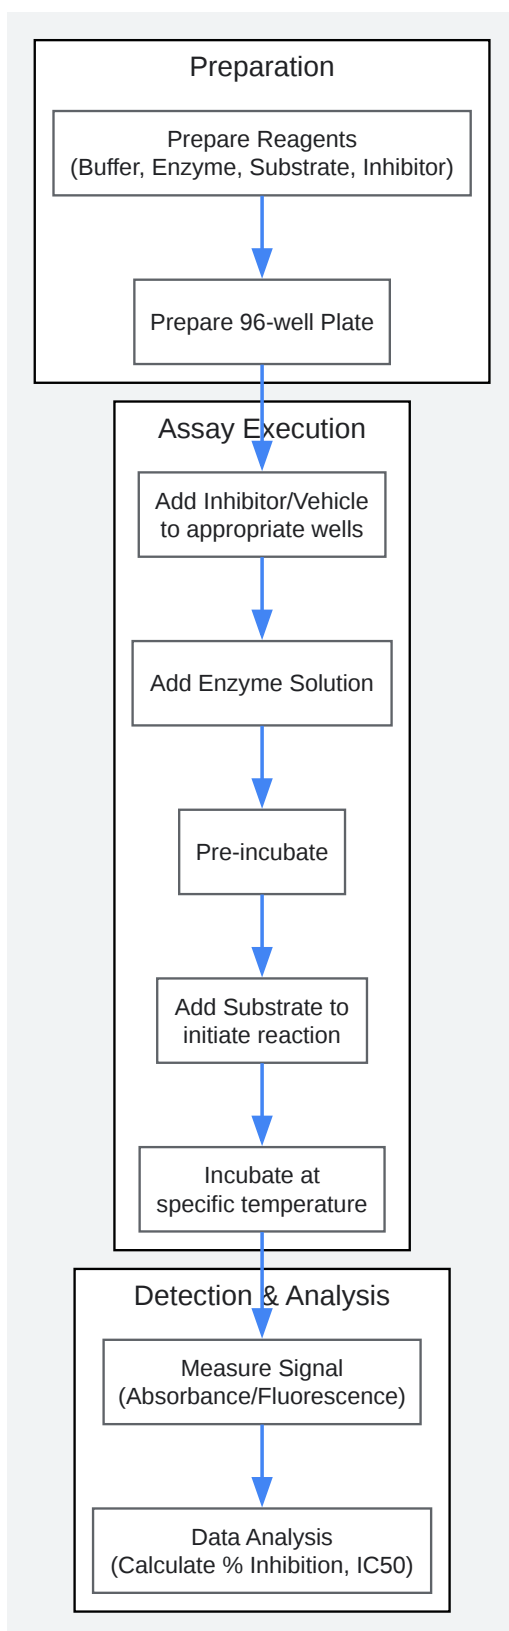 Preparation
Prepare Reagents
(Buffer, Enzyme, Substrate, Inhibitor)
Prepare 96-well Plate
Assay Execution
Add Inhibitor/Vehicle
to appropriate wells
Add Enzyme Solution
Pre-incubate
Add Substrate to
initiate reaction
Incubate at
specific temperature
Detection & Analysis
Measure Signal
(Absorbance/Fluorescence)
Data Analysis
(Calculate % Inhibition, IC50)